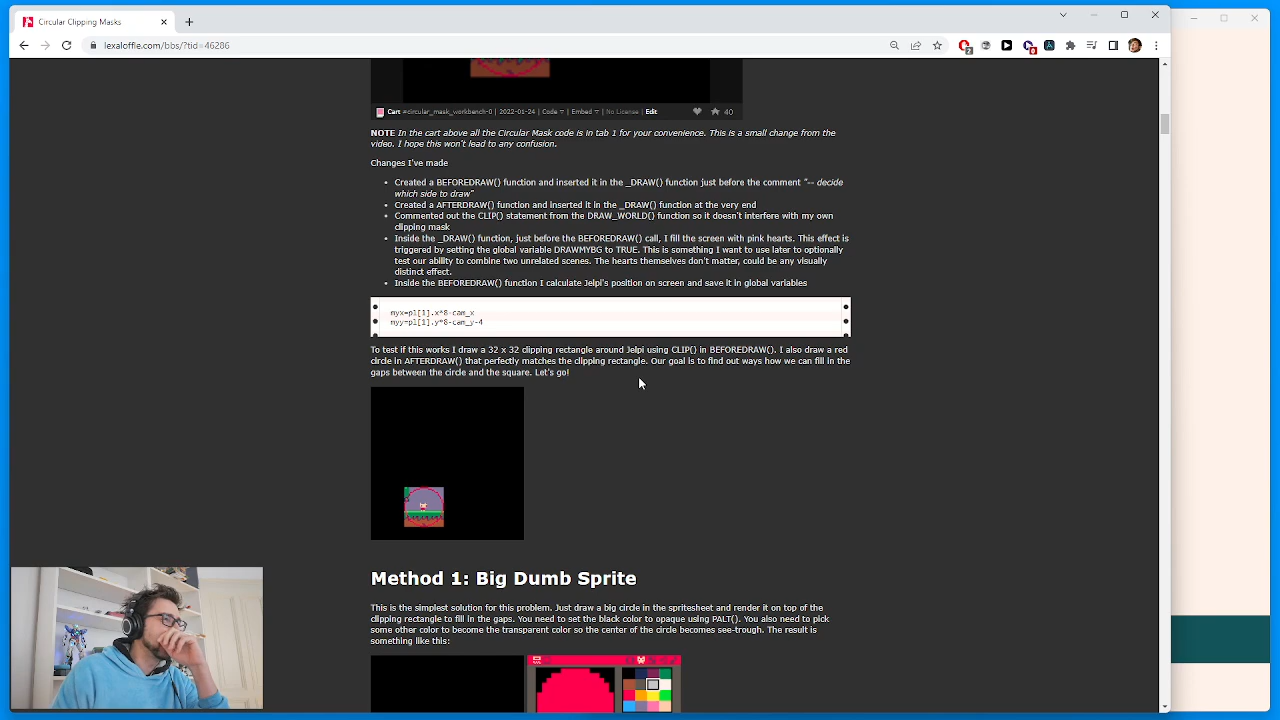 Circular Clipping Masks
lexaloffle.com/bbs/?tid=46286
Cart #circular_mask_workbench-0 | 2022-01-24 | Code ▽ | Embed ▽ | No License | Edit
40
NOTE In the cart above all the Circular Mask code is in tab 1 for your convenience. This is a small change from the
video. I hope this won't lead to any confusion.
Changes I've made
• Created a BEFOREDRAW() function and inserted it in the _DRAW() function just before the comment "-- decide
which side to draw"
• Created a AFTERDRAW() function and inserted it in the _DRAW() function at the very end
• Commented out the CLIP() statement from the DRAW_WORLD() function so it doesn't interfere with my own
clipping mask
• Inside the _DRAW() function, just before the BEFOREDRAW() call, I fill the screen with pink hearts. This effect is
triggered by setting the global variable DRAWMYBG to TRUE. This is something I want to use later to optionally
test our ability to combine two unrelated scenes. The hearts themselves don't matter, could be any visually
distinct effect.
• Inside the BEFOREDRAW() function I calculate Jelpi's position on screen and save it in global variables
myx=pl[1].x*8-cam_x
myy=pl[1].y*8-cam_y-4
To test if this works I draw a 32 x 32 clipping rectangle around Jelpi using CLIP() in BEFOREDRAW(). I also draw a red
circle in AFTERDRAW() that perfectly matches the clipping rectangle. Our goal is to find out ways how we can fill in the
gaps between the circle and the square. Let's go!
Method 1: Big Dumb Sprite
This is the simplest solution for this problem. Just draw a big circle in the spritesheet and render it on top of the
clipping rectangle to fill in the gaps. You need to set the black color to opaque using PALT(). You also need to pick
some other color to become the transparent color so the center of the circle becomes see-trough. The result is
something like this: